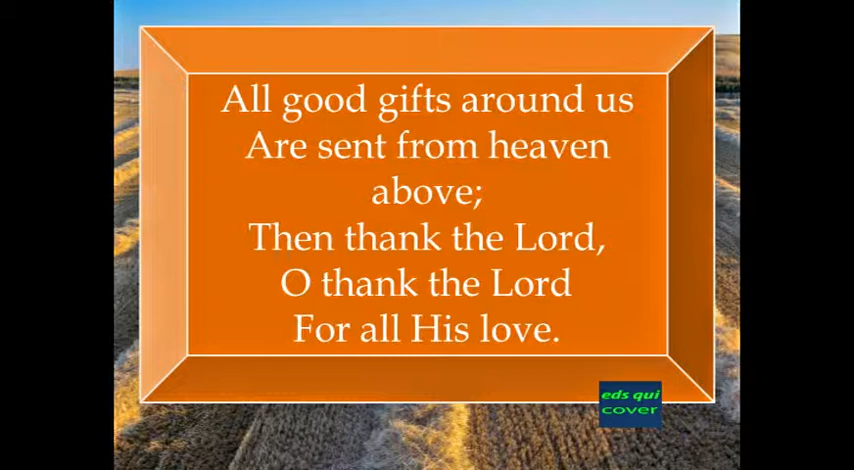 All good gifts around us
Are sent from heaven
above;
Then thank the Lord,
O thank the Lord
For all His love.
eds qui
cover